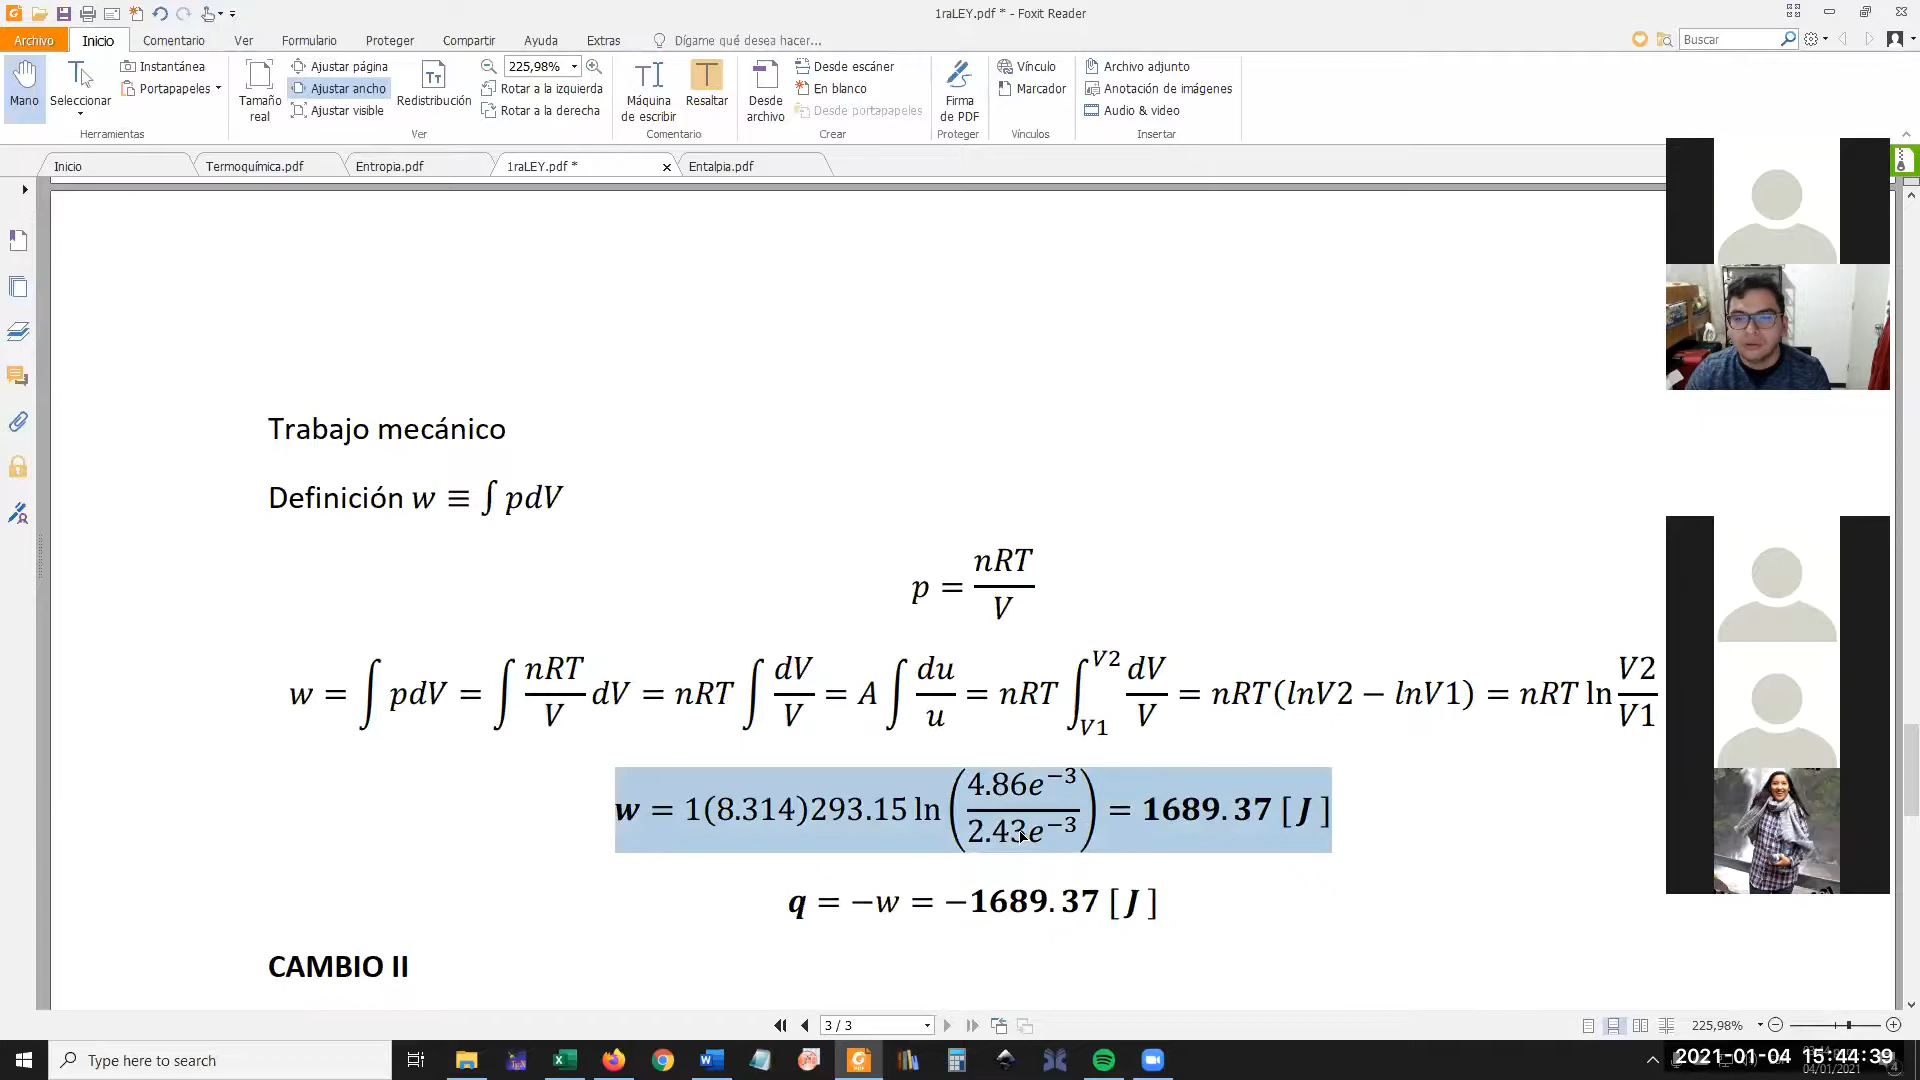 1raLEY.pdf * - Foxit Reader
Archivo Inicio Comentario Ver Formulario Proteger Compartir Ayuda Extras Dígame qué desea hacer... Buscar
Mano
Seleccionar
Instantánea
Portapapeles
Herramientas
Tamaño real
Ajustar página
Ajustar ancho
Ajustar visible
Redistribución
225,98%
Rotar a la izquierda
Rotar a la derecha
Ver
Máquina de escribir
Resaltar
Comentario
Desde archivo
Desde escáner
En blanco
Desde portapapeles
Crear
Firma de PDF
Proteger
Vínculo
Marcador
Vínculos
Archivo adjunto
Anotación de imágenes
Audio & video
Insertar
Inicio Termoquímica.pdf Entropia.pdf 1raLEY.pdf * Entalpia.pdf
Trabajo mecánico
Definición w ≡ ∫ pdV
p = nRT/V
w = ∫ pdV = ∫ nRT/V dV = nRT ∫ dV/V = A ∫ du/u = nRT ∫_{V1}^{V2} dV/V = nRT(lnV2 − lnV1) = nRT ln V2/V1
w = 1(8.314)293.15 ln (4.86e⁻³/2.43e⁻³) = 1689.37 [J]
q = −w = −1689.37 [J]
CAMBIO II
3 / 3
225,98%
Type here to search
2021-01-04 15:44:39
04/01/2021